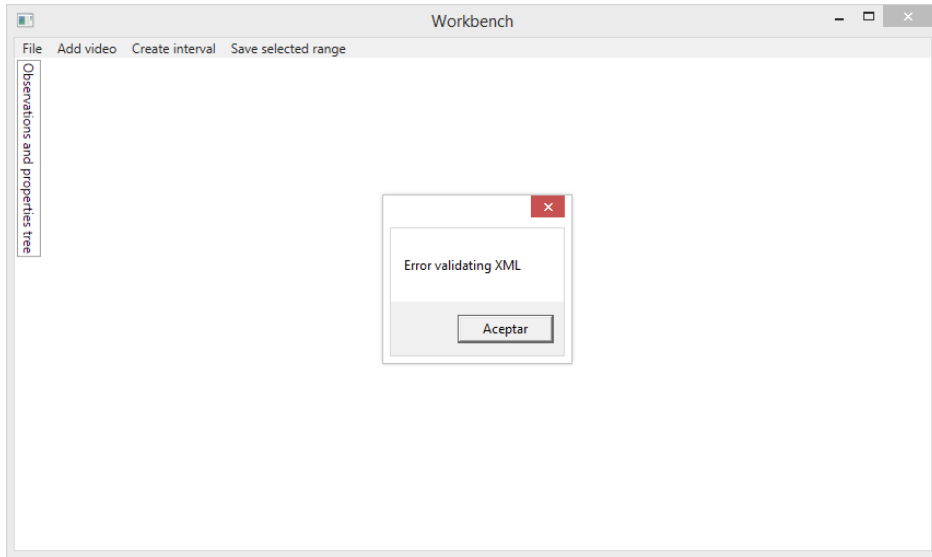 Workbench
File Add video Create interval Save selected range
Observations and properties tree
Error validating XML
Aceptar